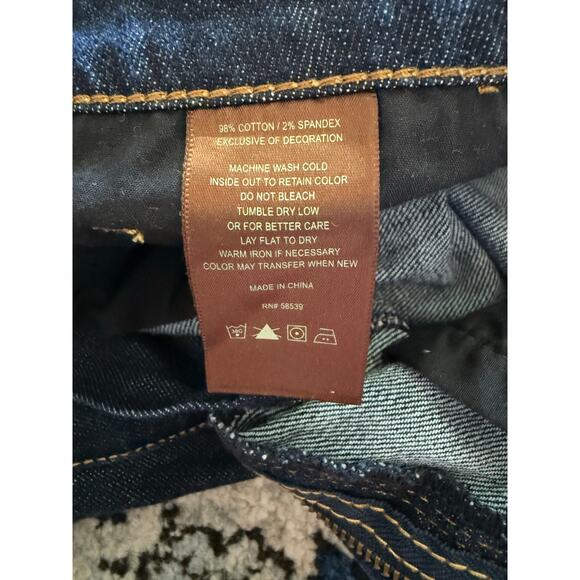 98% COTTON / 2% SPANDEX
EXCLUSIVE OF DECORATION
MACHINE WASH COLD
INSIDE OUT TO RETAIN COLOR
DO NOT BLEACH
TUMBLE DRY LOW
OR FOR BETTER CARE
LAY FLAT TO DRY
WARM IRON IF NECESSARY
COLOR MAY TRANSFER WHEN NEW
MADE IN CHINA
RN# 58539